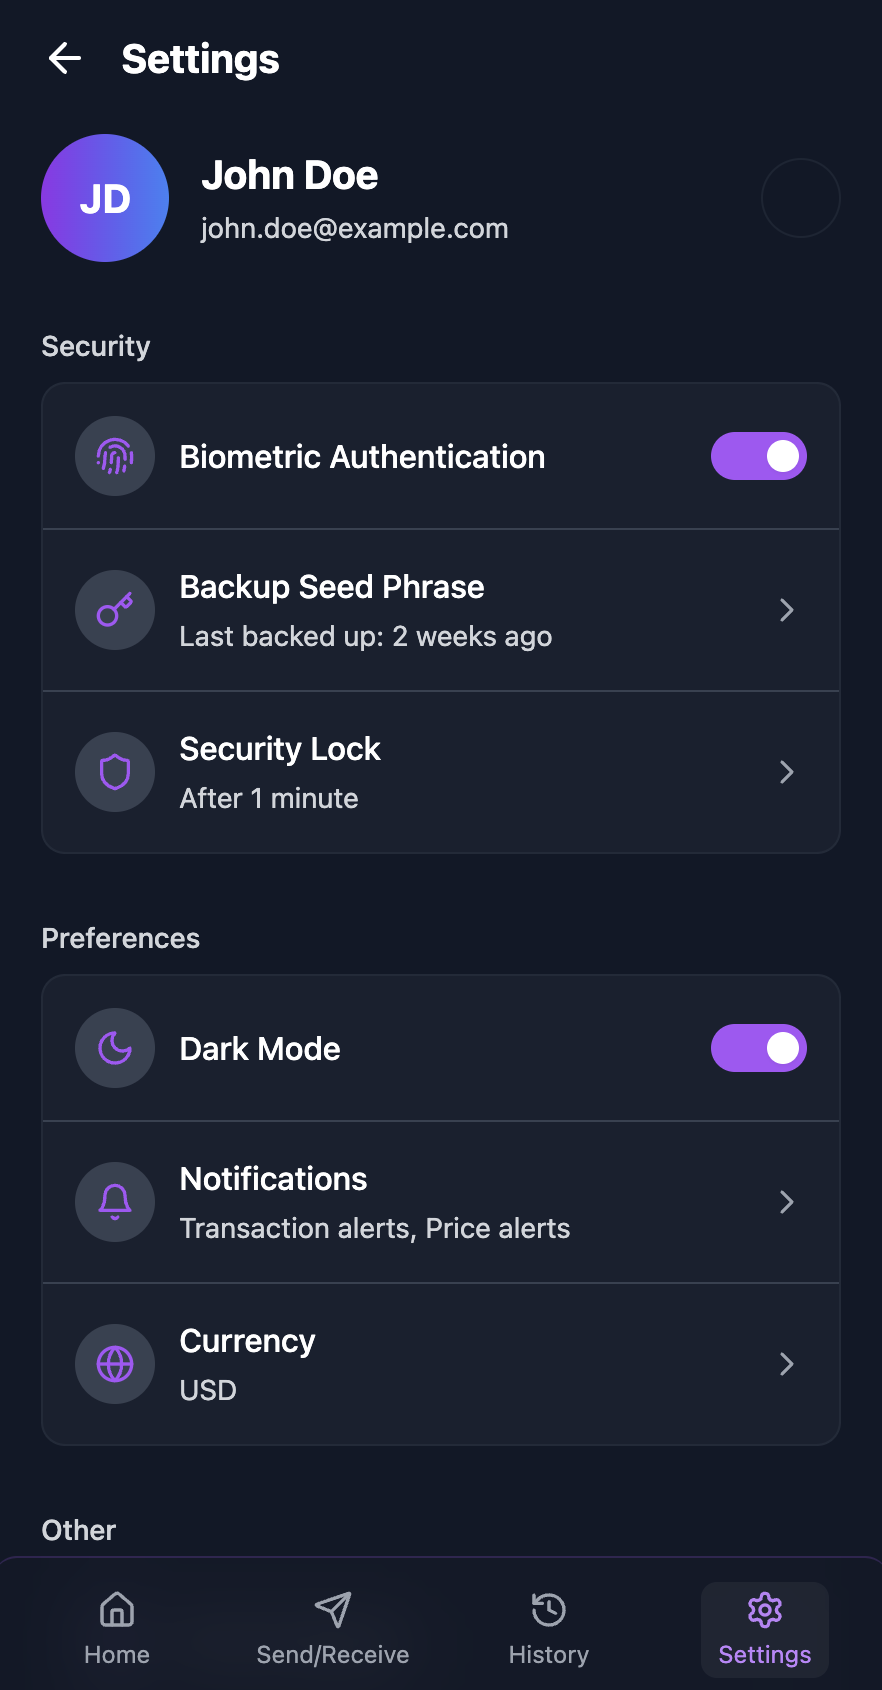 Settings
JD
John Doe
john.doe@example.com
Security
Biometric Authentication
Backup Seed Phrase
Last backed up: 2 weeks ago
Security Lock
After 1 minute
Preferences
Dark Mode
Notifications
Transaction alerts, Price alerts
Currency
USD
Other
Home
Send/Receive
History
Settings